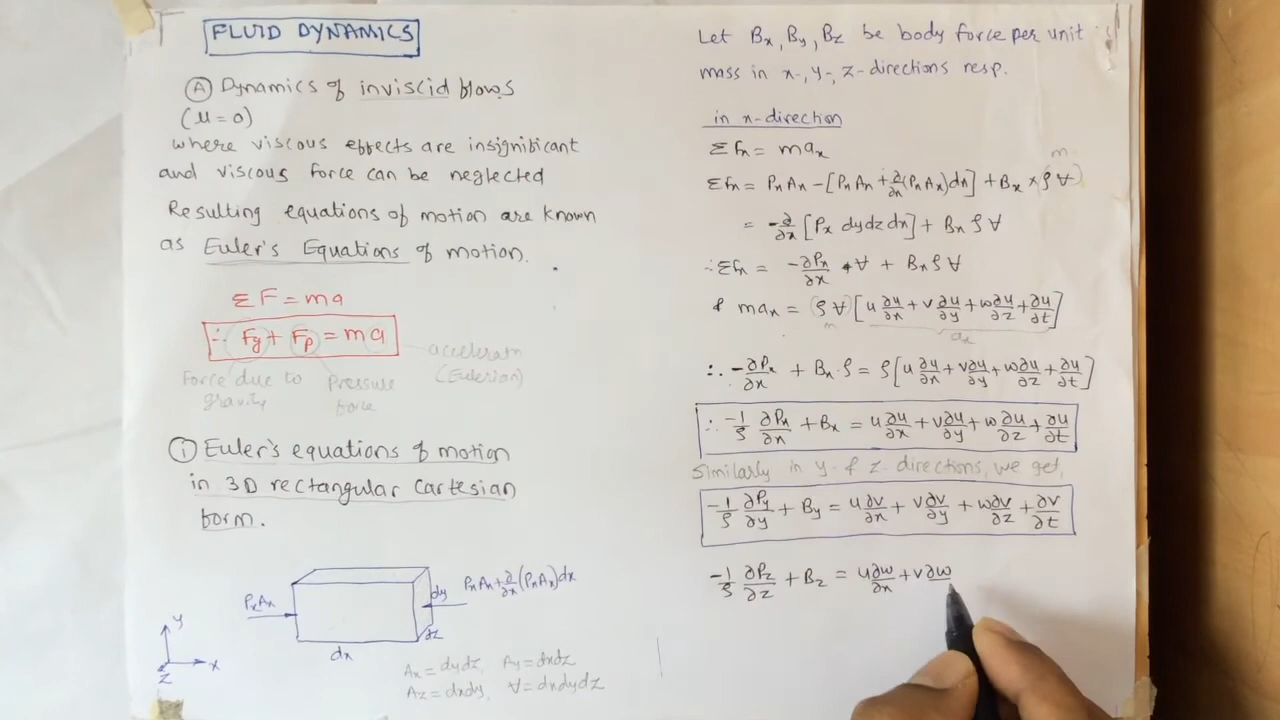 FLUID DYNAMICS
Ⓐ Dynamics of inviscid flows
(μ = 0)
where viscous effects are insignificant
and viscous force can be neglected
Resulting equations of motion are known
as Euler's Equations of motion.
ΣF = ma
∴ Fg + Fp = ma
Force due to gravity
Pressure force
acceleratn (Eulerian)
① Euler's equations of motion
in 3D rectangular Cartesian
form.
PxAx
PxAx + ∂/∂x (PxAx)dx
dy
dz
dx
y
x
z
Ax = dydz, Ay = dxdz
Az = dxdy, ∀ = dxdydz
Let Bx, By, Bz be body force per unit
mass in x-, y-, z-directions resp.
in x-direction
ΣFx = max
m
ΣFx = PxAx - [PxAx + ∂/∂x (PxAx)dx] + Bx × ρ∀
= -∂/∂x [Px dydzdx] + Bx ρ∀
∴ ΣFx = -∂Px/∂x ∀ + Bxρ∀
& max = ρ∀ [u ∂u/∂x + v ∂u/∂y + w ∂u/∂z + ∂u/∂t]
m
ax
∴ -∂Px/∂x + Bx·ρ = ρ[u ∂u/∂x + v ∂u/∂y + w ∂u/∂z + ∂u/∂t]
∴ -1/ρ ∂Px/∂x + Bx = u ∂u/∂x + v ∂u/∂y + w ∂u/∂z + ∂u/∂t
Similarly in y & z directions, we get,
-1/ρ ∂Py/∂y + By = u ∂v/∂x + v ∂v/∂y + w ∂v/∂z + ∂v/∂t
-1/ρ ∂Pz/∂z + Bz = u ∂w/∂x + v ∂w